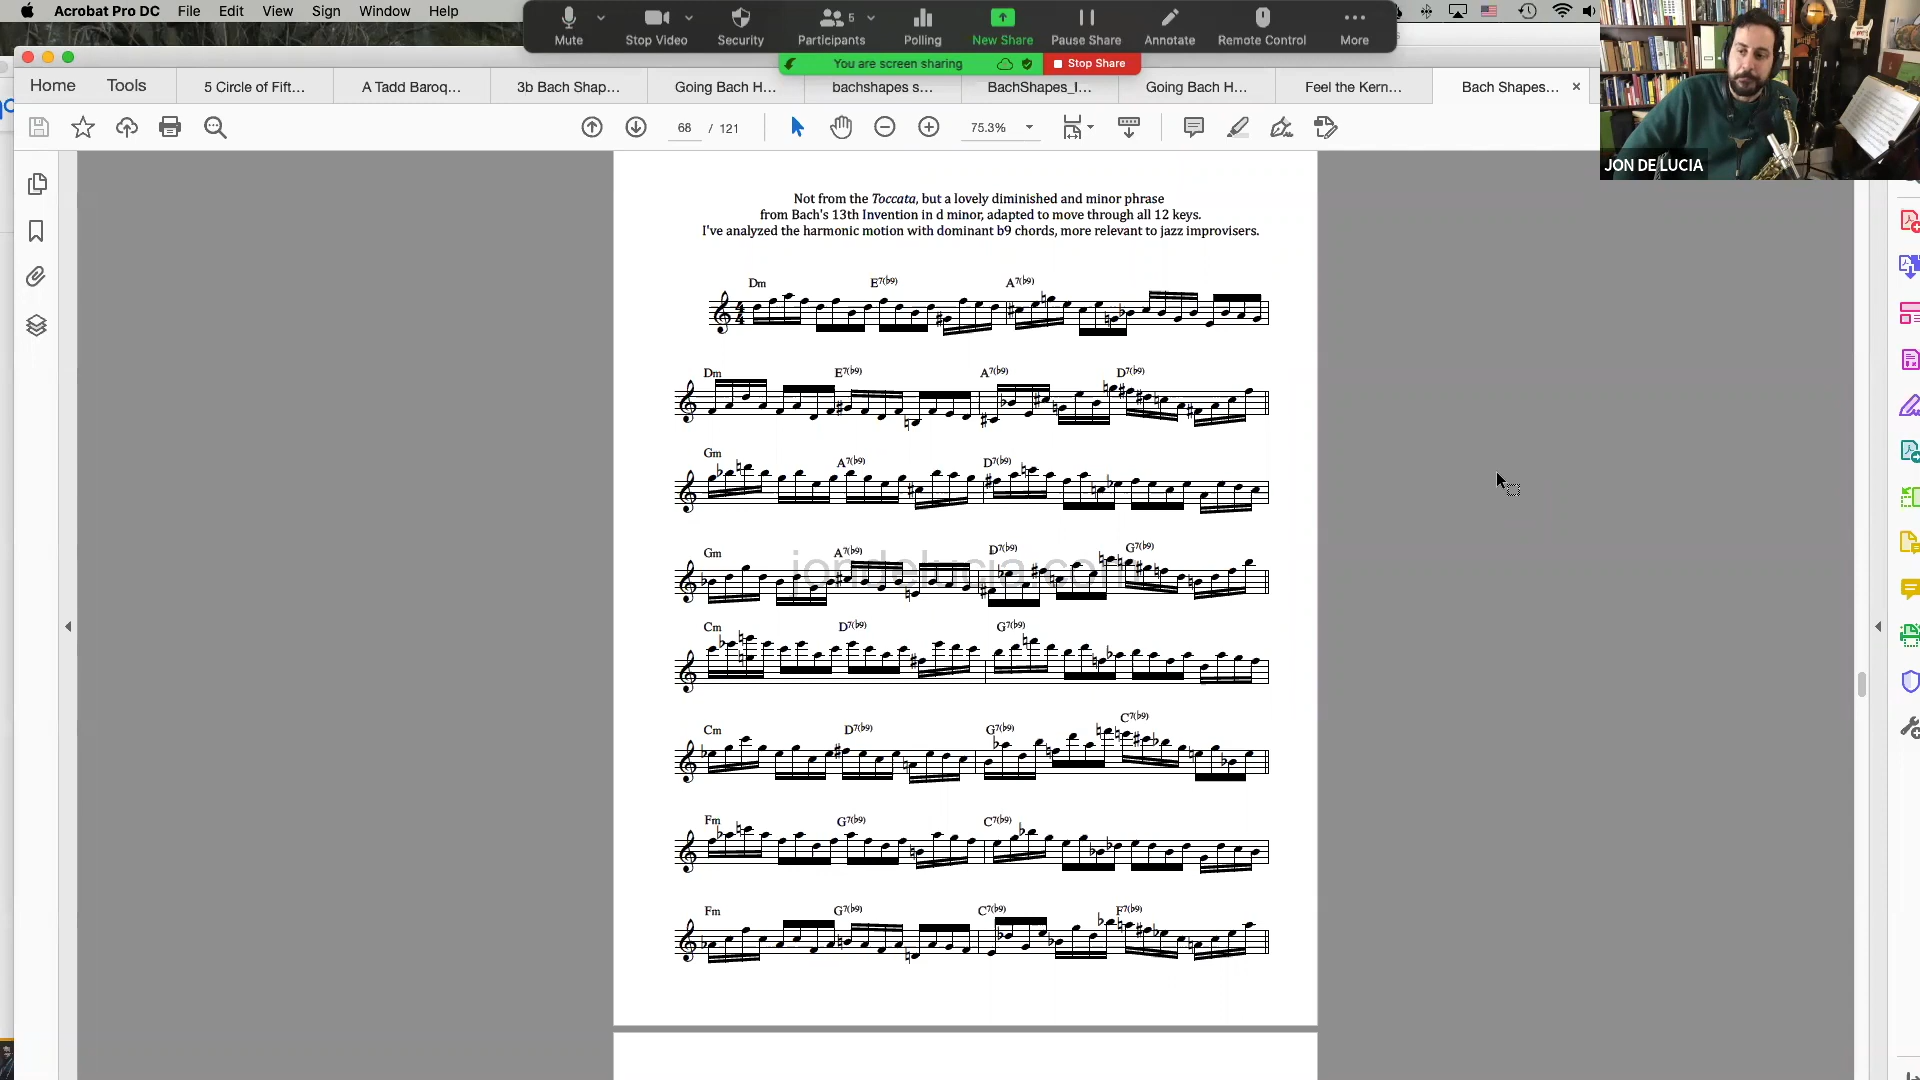 Acrobat Pro DC File Edit View Sign Window Help
Mute Stop Video Security Participants 5 Polling New Share Pause Share Annotate Remote Control More
You are screen sharing Stop Share
Home Tools 5 Circle of Fift... A Tadd Baroq... 3b Bach Shap... Going Bach H... bachshapes s... BachShapes_I... Going Bach H... Feel the Kern... Bach Shapes...
68 / 121 75.3%
JON DE LUCIA
Not from the Toccata, but a lovely diminished and minor phrase
from Bach's 13th Invention in d minor, adapted to move through all 12 keys.
I've analyzed the harmonic motion with dominant b9 chords, more relevant to jazz improvisers.
Dm E7(b9) A7(b9)
4
4
Dm E7(b9) A7(b9) D7(b9)
Gm A7(b9) D7(b9)
Gm A7(b9) D7(b9) G7(b9)
jondelucia.com
Cm D7(b9) G7(b9)
Cm D7(b9) G7(b9) C7(b9)
Fm G7(b9) C7(b9)
Fm G7(b9) C7(b9) F7(b9)